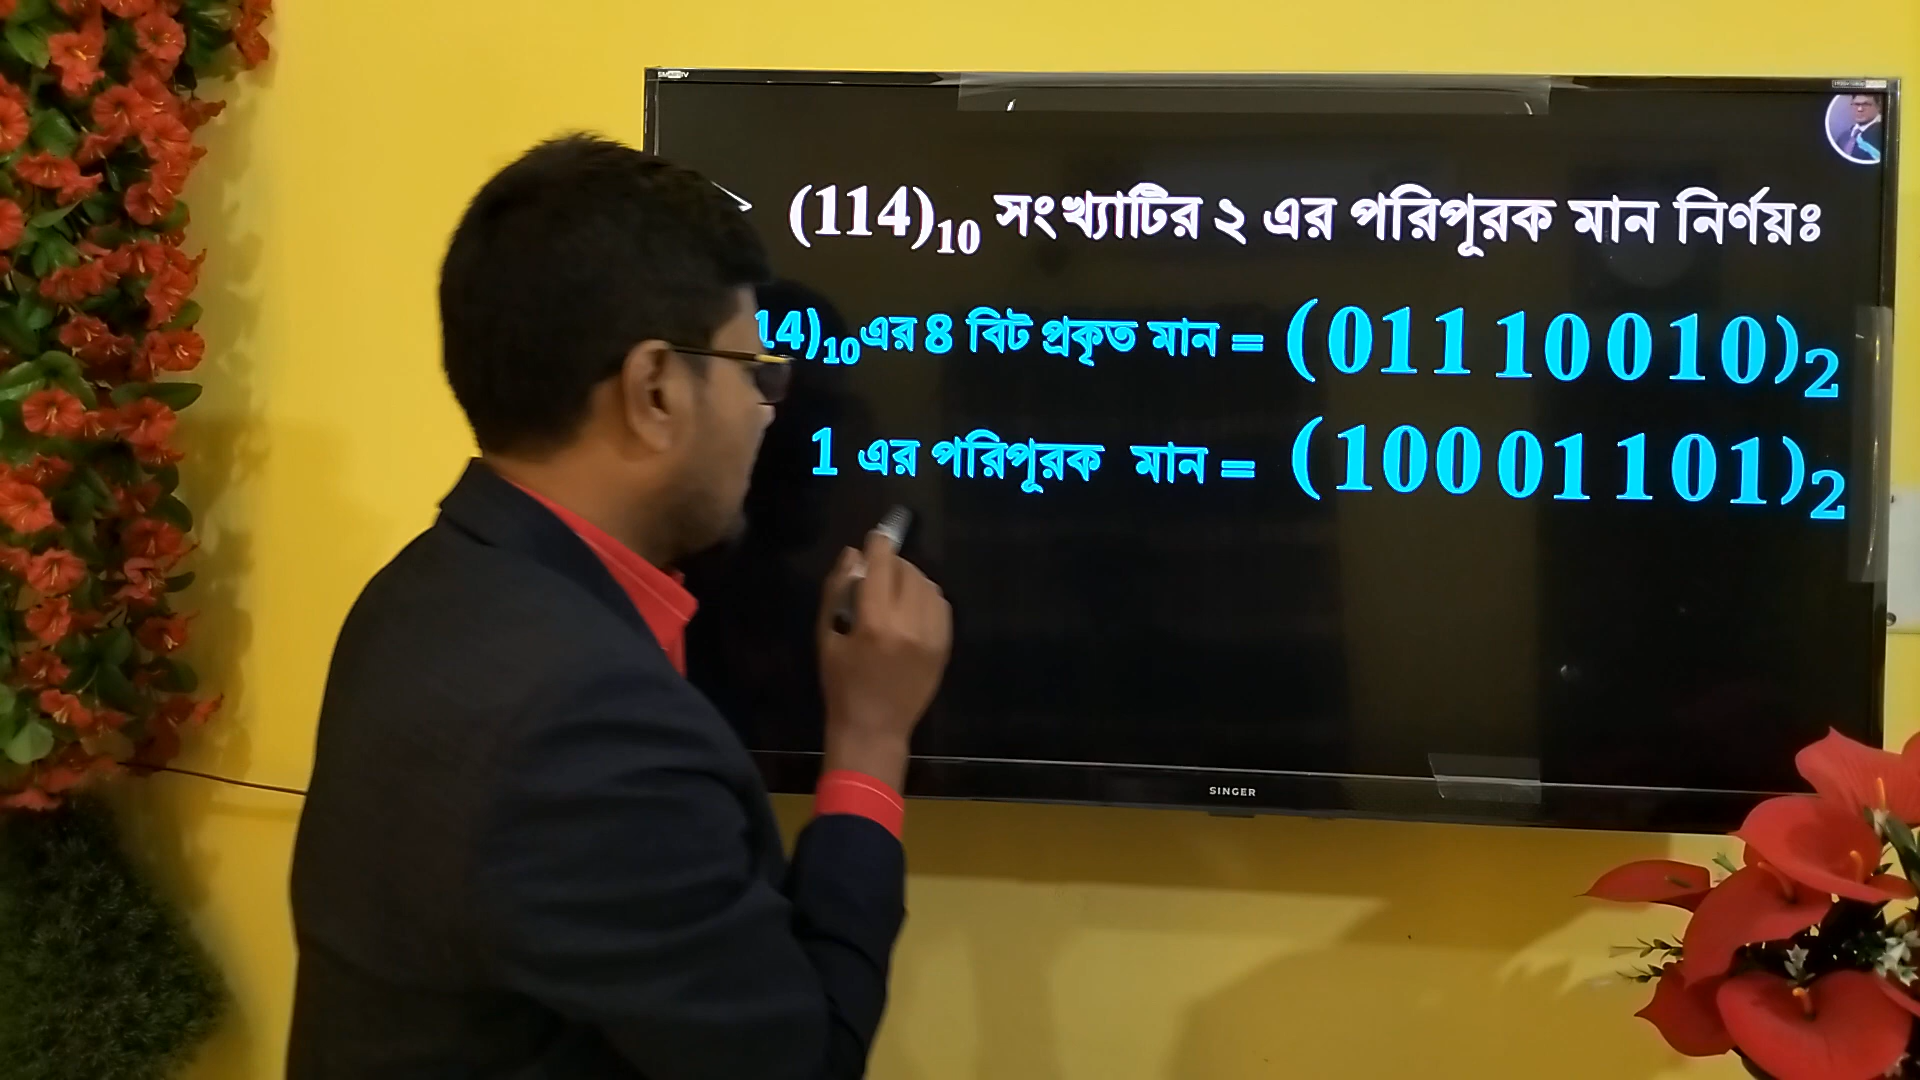 (114)₁₀ সংখ্যাটির ২ এর পরিপূরক মান নির্ণয়ঃ
14)₁₀এর 8 বিট প্রকৃত মান = (01110010)₂
1 এর পরিপূরক মান = (10001101)₂
SINGER